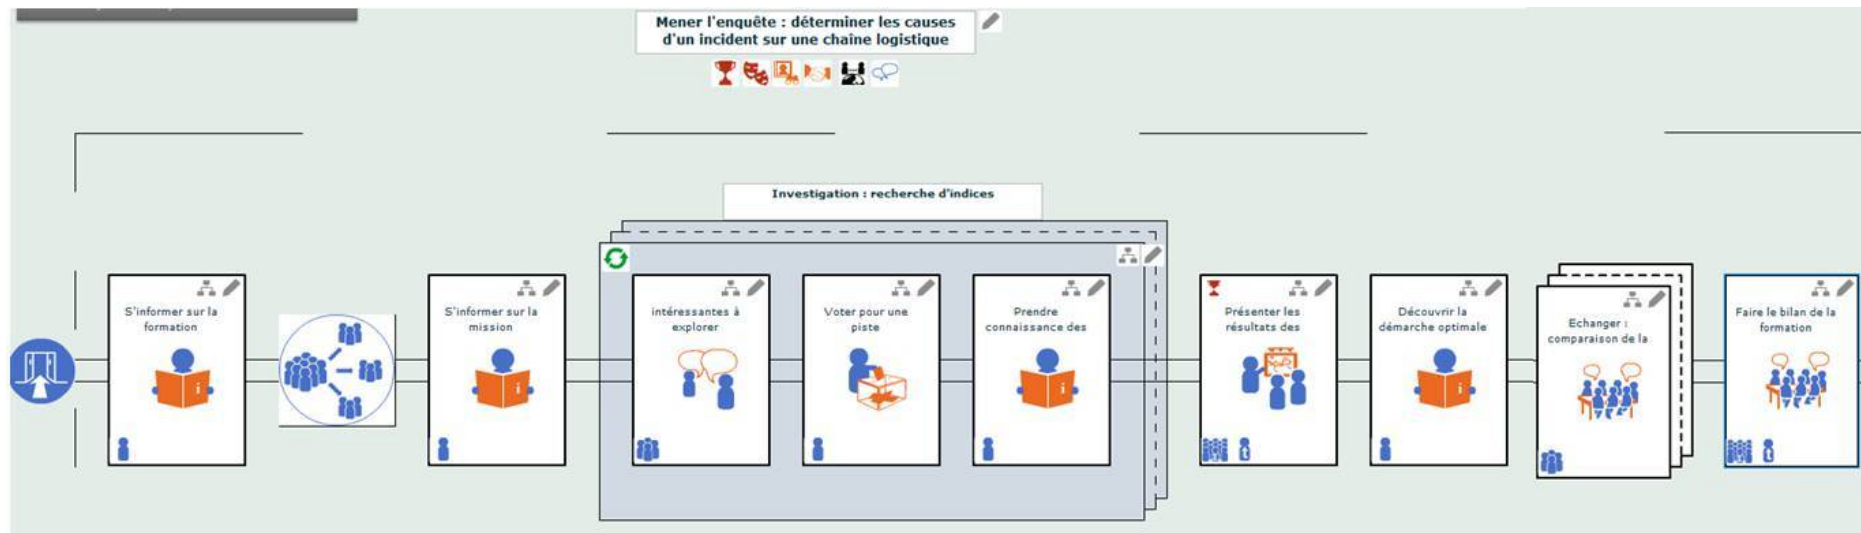 Mener l'enquête : déterminer les causes
d'un incident sur une chaîne logistique
Investigation : recherche d'indices
S'informer sur la
formation
S'informer sur la
mission
intéressantes à
explorer
Voter pour une
piste
Prendre
connaissance des
Présenter les
résultats des
Découvrir la
démarche optimale
Echanger :
comparaison de la
Faire le bilan de la
formation